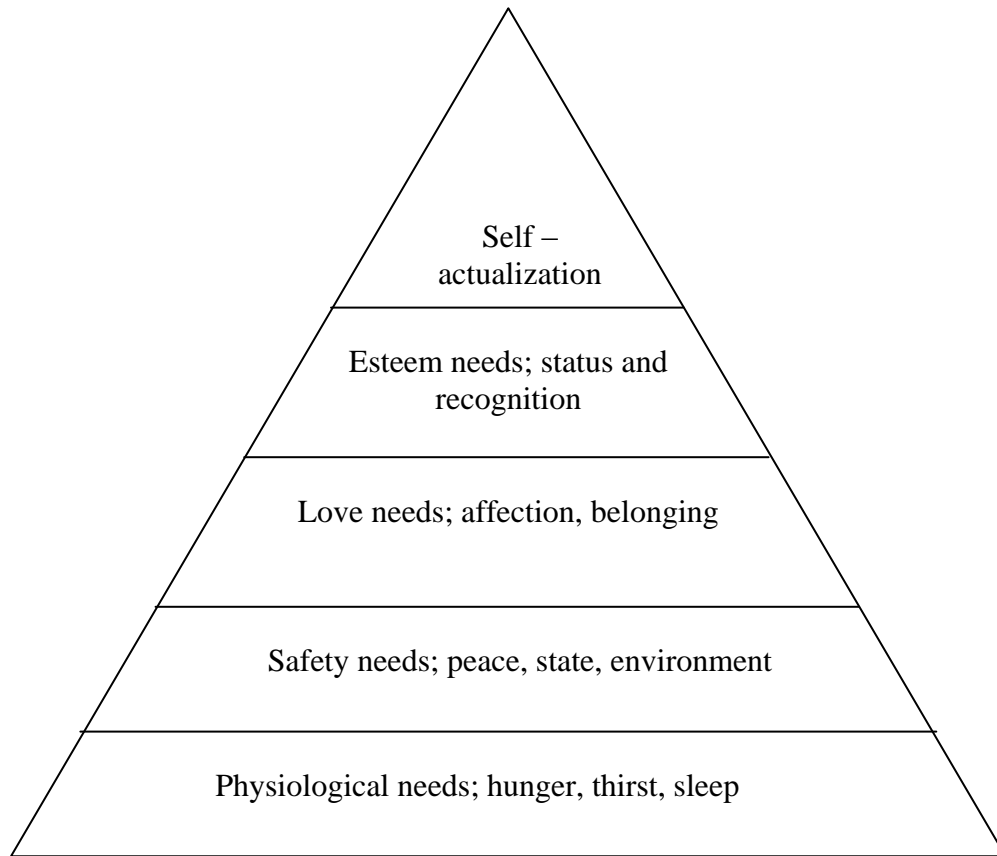 Self –
actualization
Esteem needs; status and
recognition
Love needs; affection, belonging
Safety needs; peace, state, environment
Physiological needs; hunger, thirst, sleep